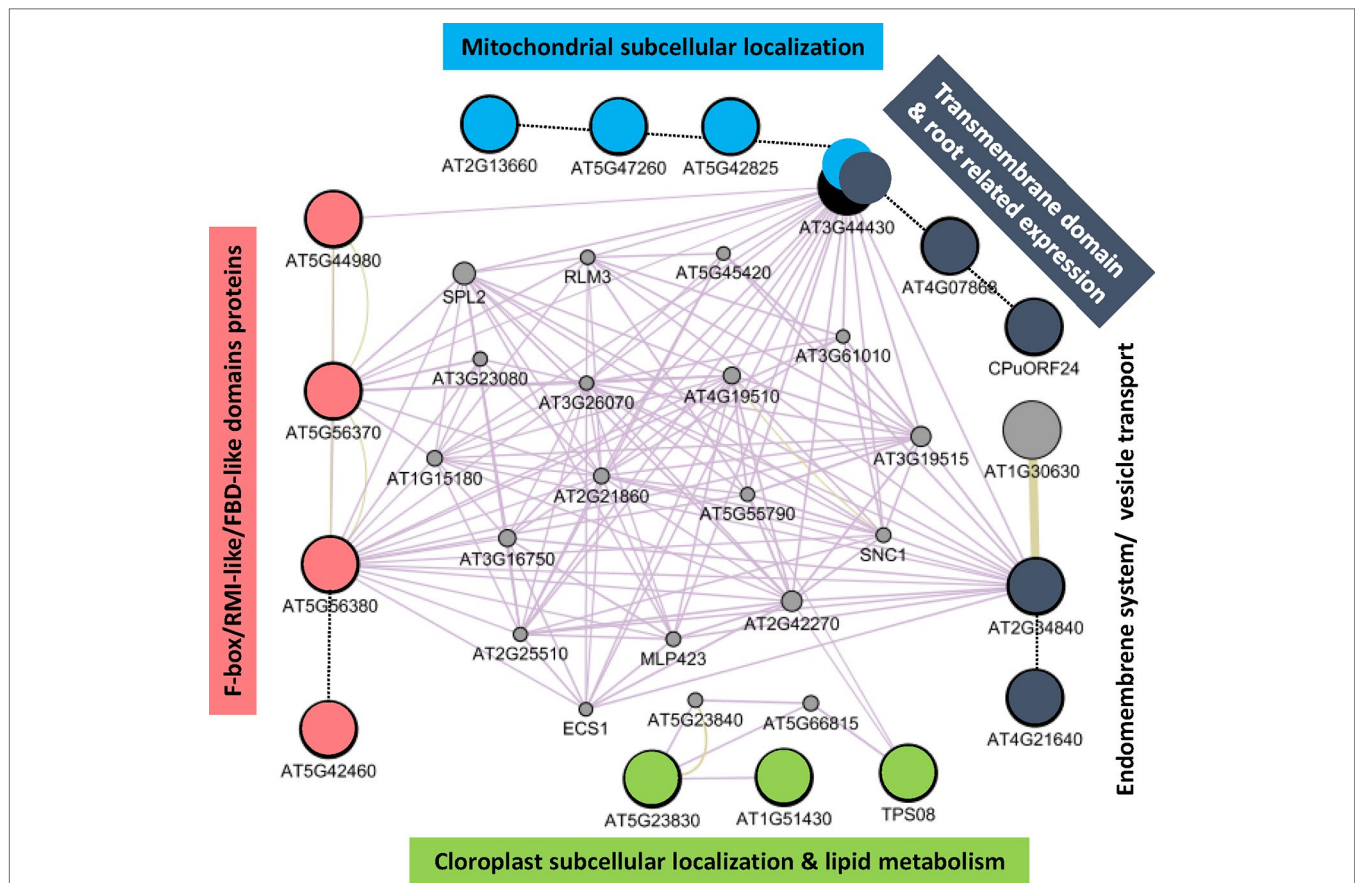 Mitochondrial subcellular localization
Transmembrane domain
& root related expression
AT2G13660
AT5G47260
AT5G42825
AT3G44430
AT5G44980
SPL2
RLM3
AT5G45420
AT4G07868
AT3G61010
CPuORF24
AT3G23080
AT3G26070
AT4G19510
AT5G56370
AT1G15180
AT2G21860
AT5G55790
AT3G19515
AT1G30630
AT3G16750
SNC1
AT5G56380
AT2G42270
AT2G34840
AT2G25510
MLP423
ECS1
AT5G23840
AT5G66815
AT4G21640
AT5G42460
AT5G23830
AT1G51430
TPS08
F-box/RMI-like/FBD-like domains proteins
Endomembrene system/ vesicle transport
Cloroplast subcellular localization & lipid metabolism